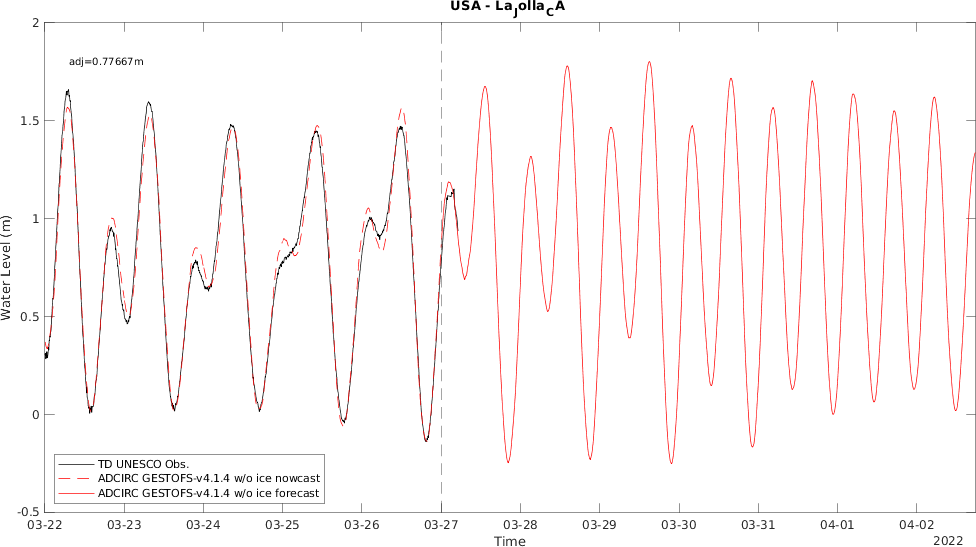 USA - LaJollaCA
adj=0.77667m
2
1.5
1
0.5
0
-0.5
Water Level (m)
TD UNESCO Obs.
ADCIRC GESTOFS-v4.1.4 w/o ice nowcast
ADCIRC GESTOFS-v4.1.4 w/o ice forecast
03-22 03-23 03-24 03-25 03-26 03-27 03-28 03-29 03-30 03-31 04-01 04-02
Time
2022